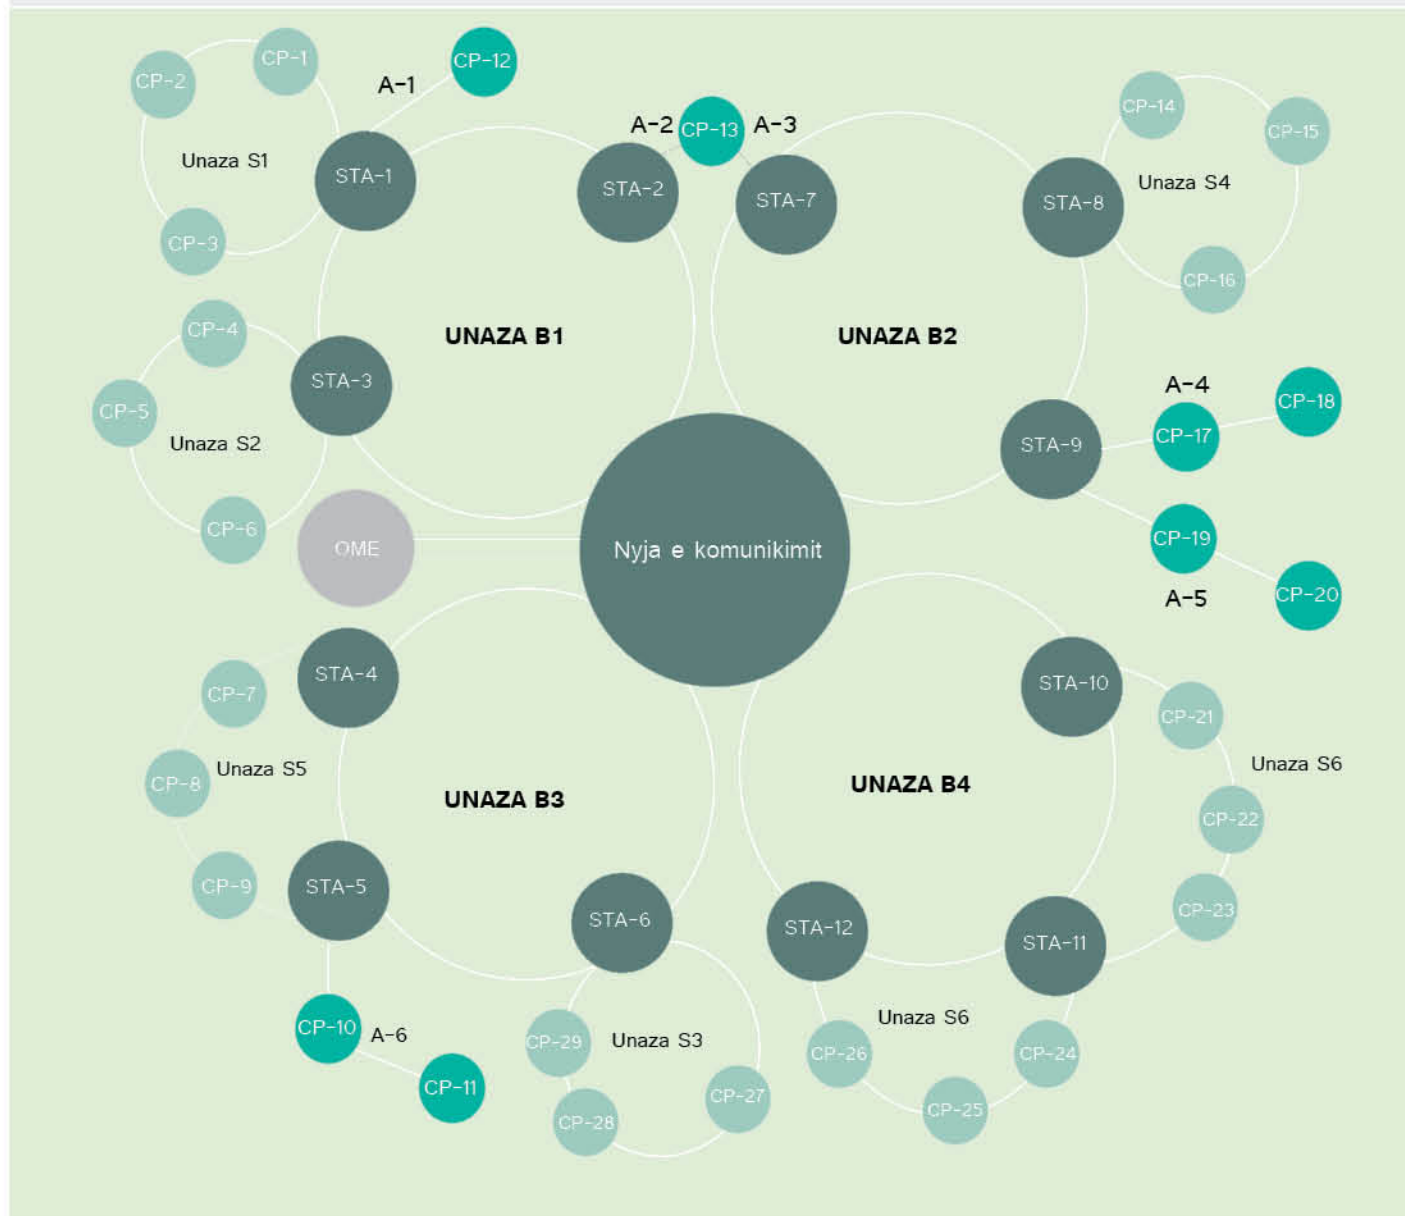 CP-1
CP-2
CP-12
A-1
Unaza S1
STA-1
CP-3
A-2
CP-13
A-3
STA-2
STA-7
CP-14
CP-15
Unaza S4
STA-8
CP-16
CP-4
STA-3
CP-5
Unaza S2
CP-6
UNAZA B1
UNAZA B2
A-4
CP-18
CP-17
STA-9
CP-19
A-5
CP-20
OME
Nyja e komunikimit
STA-4
CP-7
CP-8
Unaza S5
CP-9
STA-5
UNAZA B3
UNAZA B4
STA-10
CP-21
Unaza S6
CP-22
CP-23
STA-6
STA-12
STA-11
CP-10
A-6
CP-11
CP-29
Unaza S3
CP-27
CP-28
Unaza S6
CP-26
CP-24
CP-25